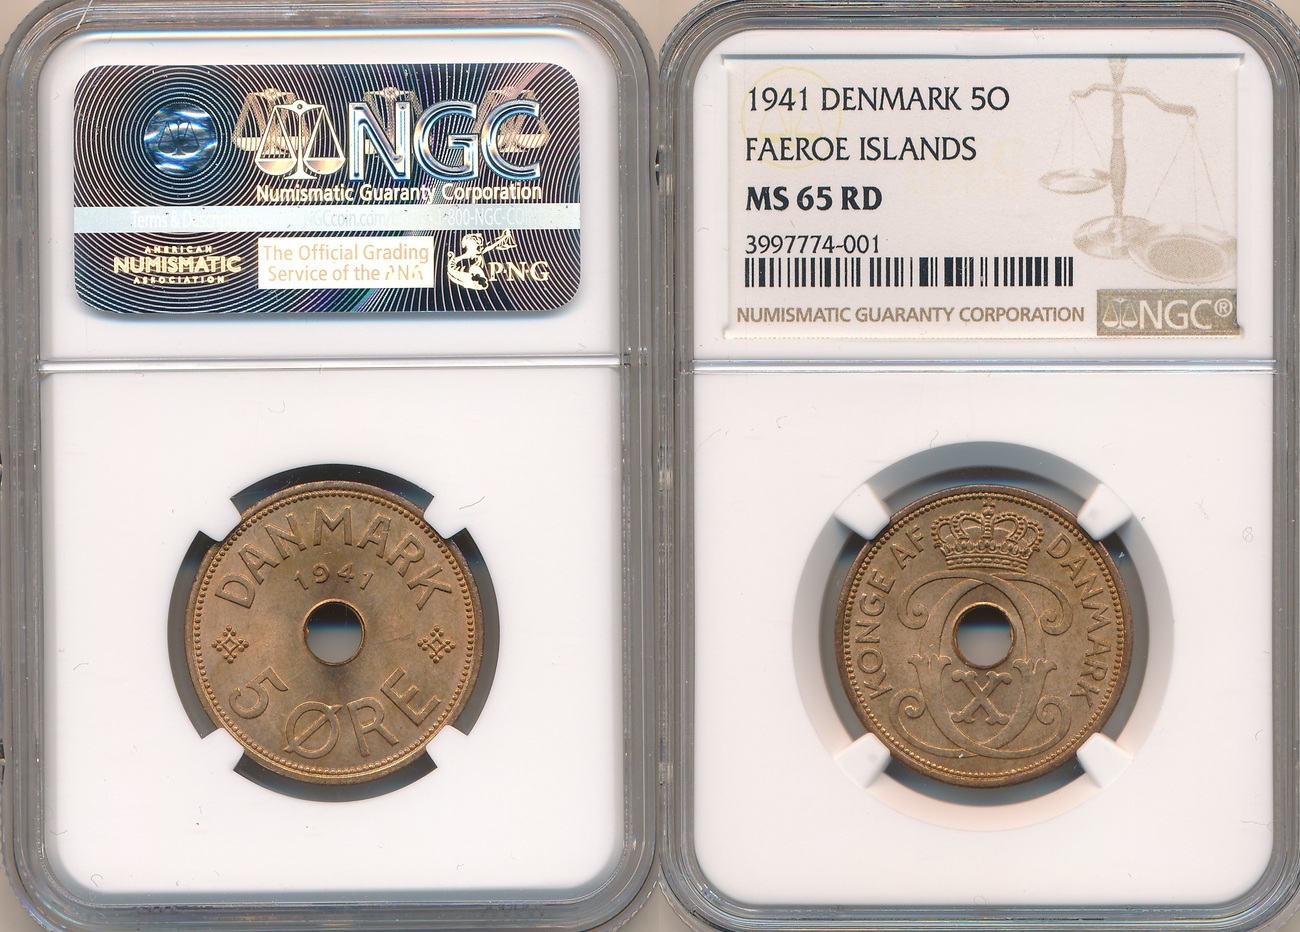 NGC
Numismatic Guaranty Corporation
AMERICAN
NUMISMATIC
ASSOCIATION
The Official Grading
Service of the PNG
PNG
DANMARK
1941
5 ØRE
1941 DENMARK 5O
FAEROE ISLANDS
MS 65 RD
3997774-001
NUMISMATIC GUARANTY CORPORATION
NGC®
KONGE AF DANMARK
X